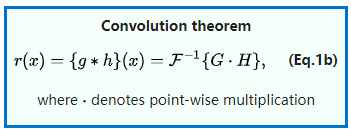 Convolution theorem
r(x) = {g ∗ h}(x) = ℱ⁻¹{G · H}, (Eq.1b)
where · denotes point-wise multiplication